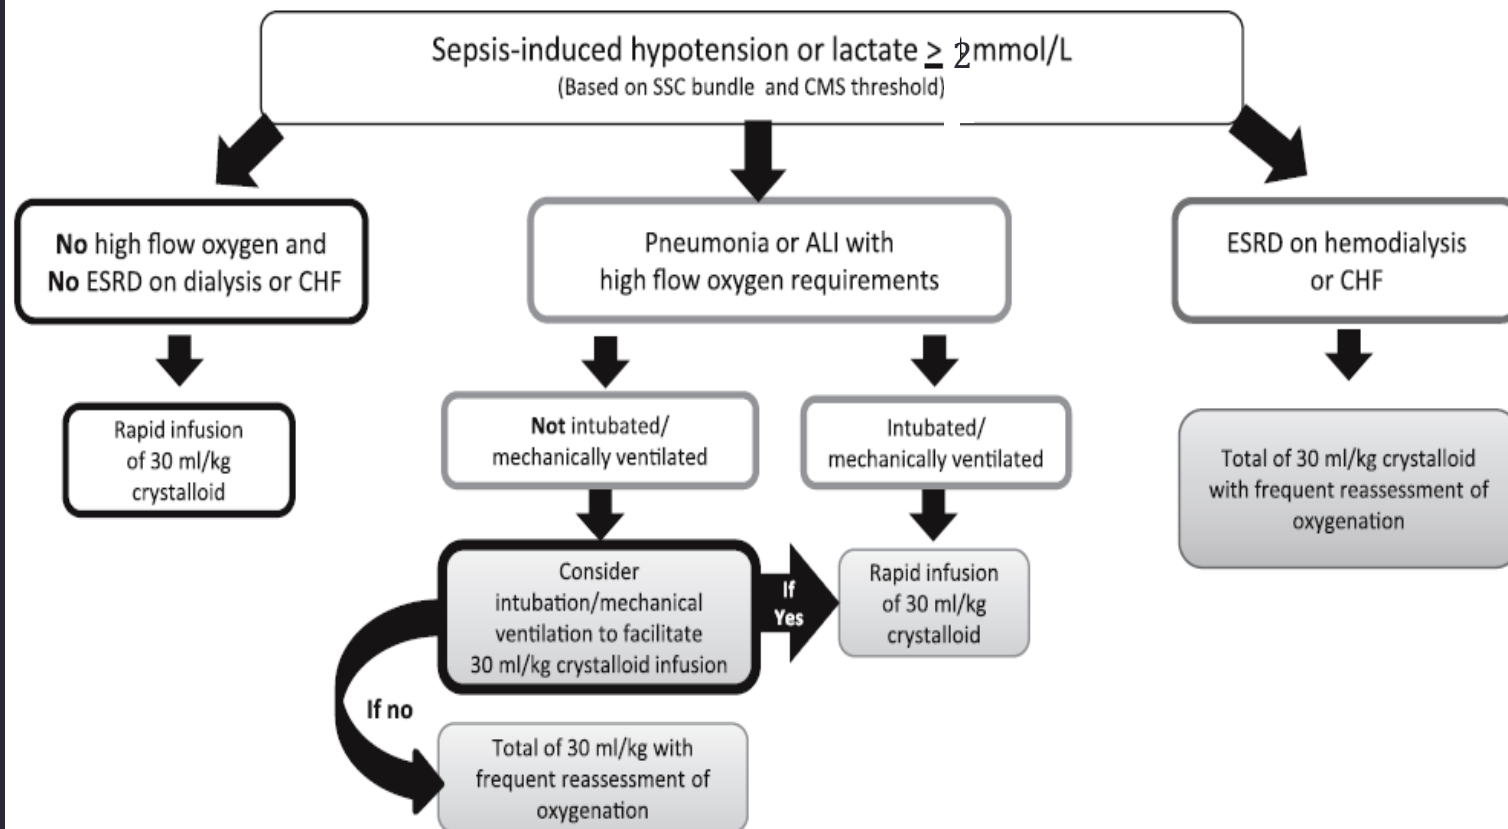 Sepsis-induced hypotension or lactate ≥ 2mmol/L
(Based on SSC bundle and CMS threshold)
No high flow oxygen and
No ESRD on dialysis or CHF
Pneumonia or ALI with
high flow oxygen requirements
ESRD on hemodialysis
or CHF
Rapid infusion
of 30 ml/kg
crystalloid
Not intubated/
mechanically ventilated
Intubated/
mechanically ventilated
Total of 30 ml/kg crystalloid
with frequent reassessment of
oxygenation
Consider
intubation/mechanical
ventilation to facilitate
30 ml/kg crystalloid infusion
If
Yes
Rapid infusion
of 30 ml/kg
crystalloid
If no
Total of 30 ml/kg with
frequent reassessment of
oxygenation